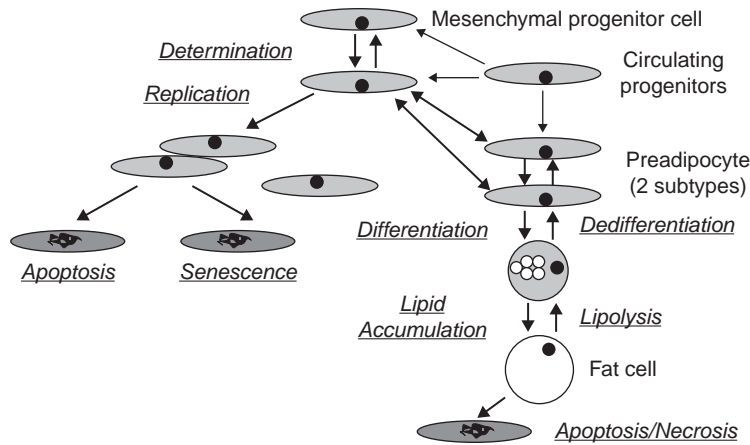 Mesenchymal progenitor cell
Determination
Circulating
progenitors
Replication
Preadipocyte
(2 subtypes)
Differentiation
Dedifferentiation
Apoptosis
Senescence
Lipid
Accumulation
Lipolysis
Fat cell
Apoptosis/Necrosis